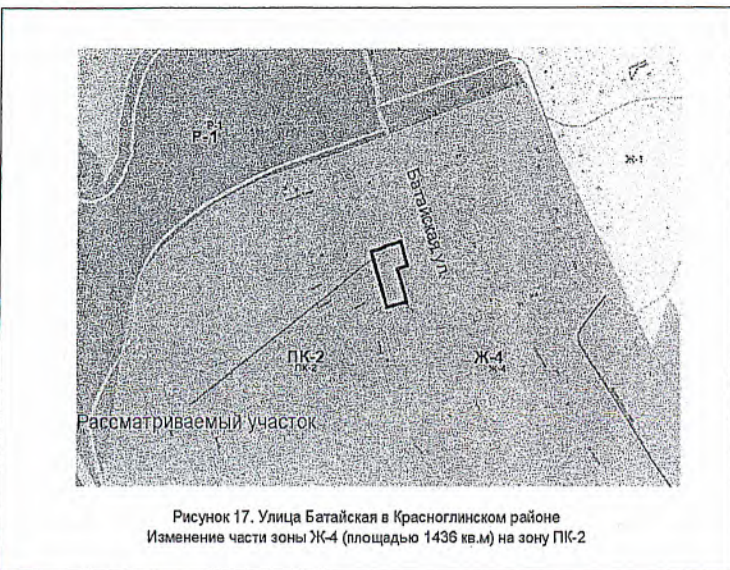 Р-1
Р-1
Ж-1
Батайская ул
ПК-2
ПК-2
Ж-4
Ж-4
Рассматриваемый участок
Рисунок 17. Улица Батайская в Красноглинском районе
Изменение части зоны Ж-4 (площадью 1436 кв.м) на зону ПК-2